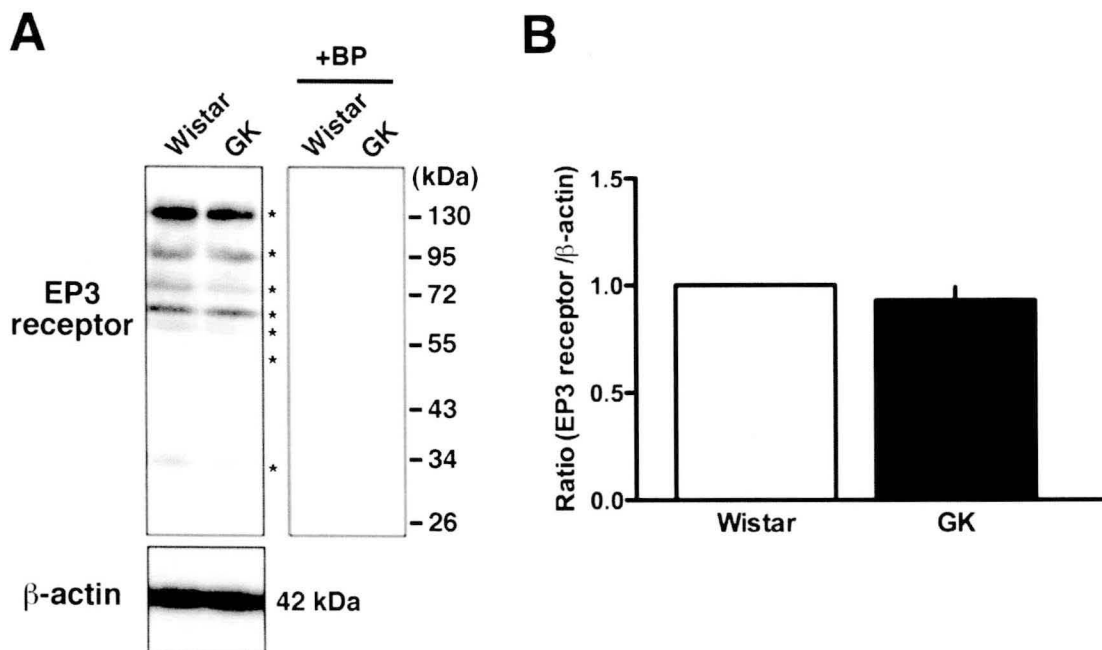 A
+BP
Wistar
GK
Wistar
GK
(kDa)
EP3
receptor
*
*
*
*
*
*
*
- 130
- 95
- 72
- 55
- 43
- 34
- 26
β-actin
42 kDa
B
Ratio (EP3 receptor /β-actin)
1.5
1.0
0.5
0.0
Wistar
GK